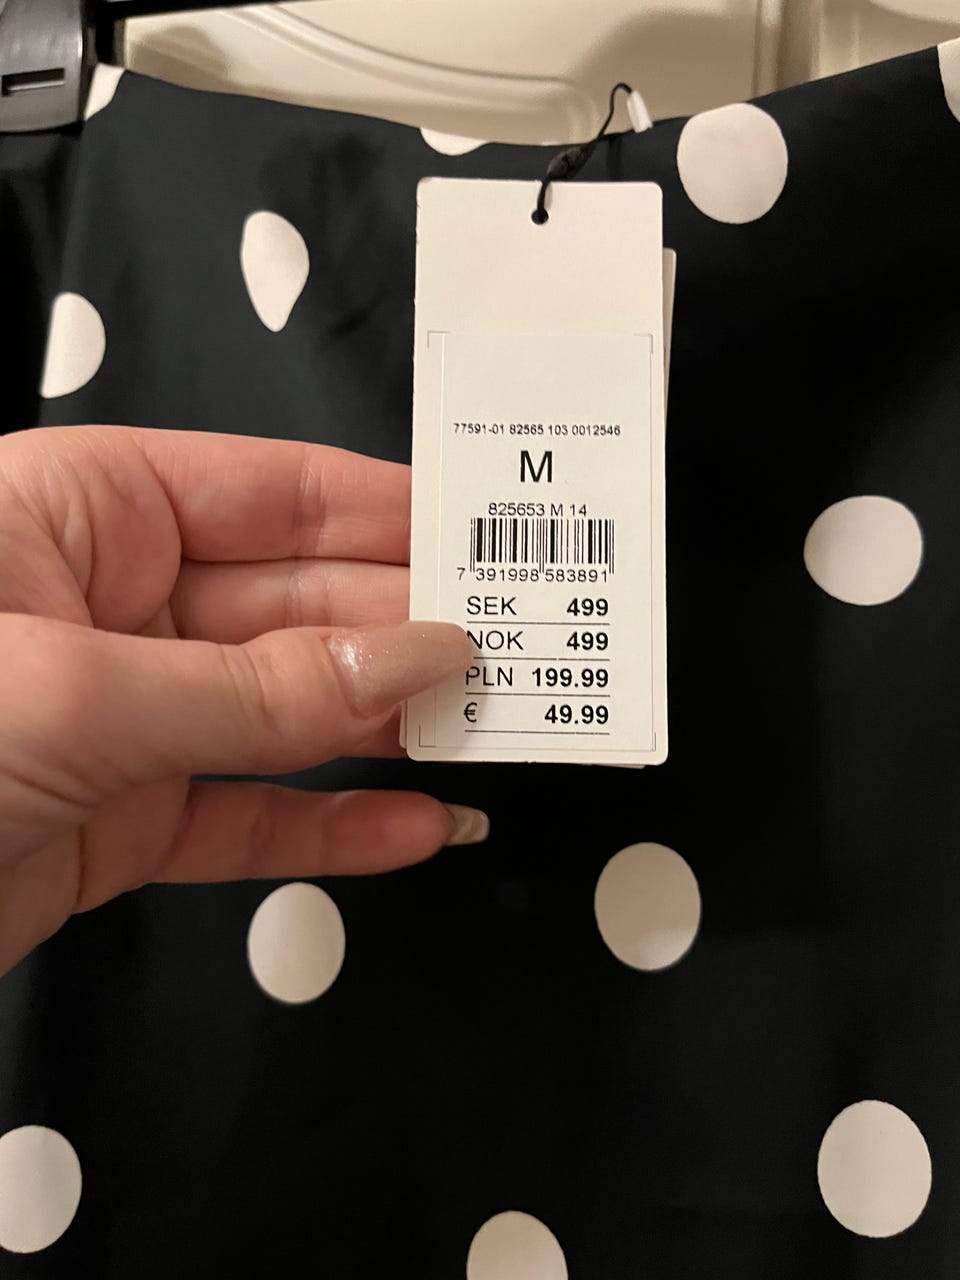 77591-01 82565 103 0012546
M
825653 M 14
7 391998 583891
SEK 499
NOK 499
PLN 199.99
€ 49.99